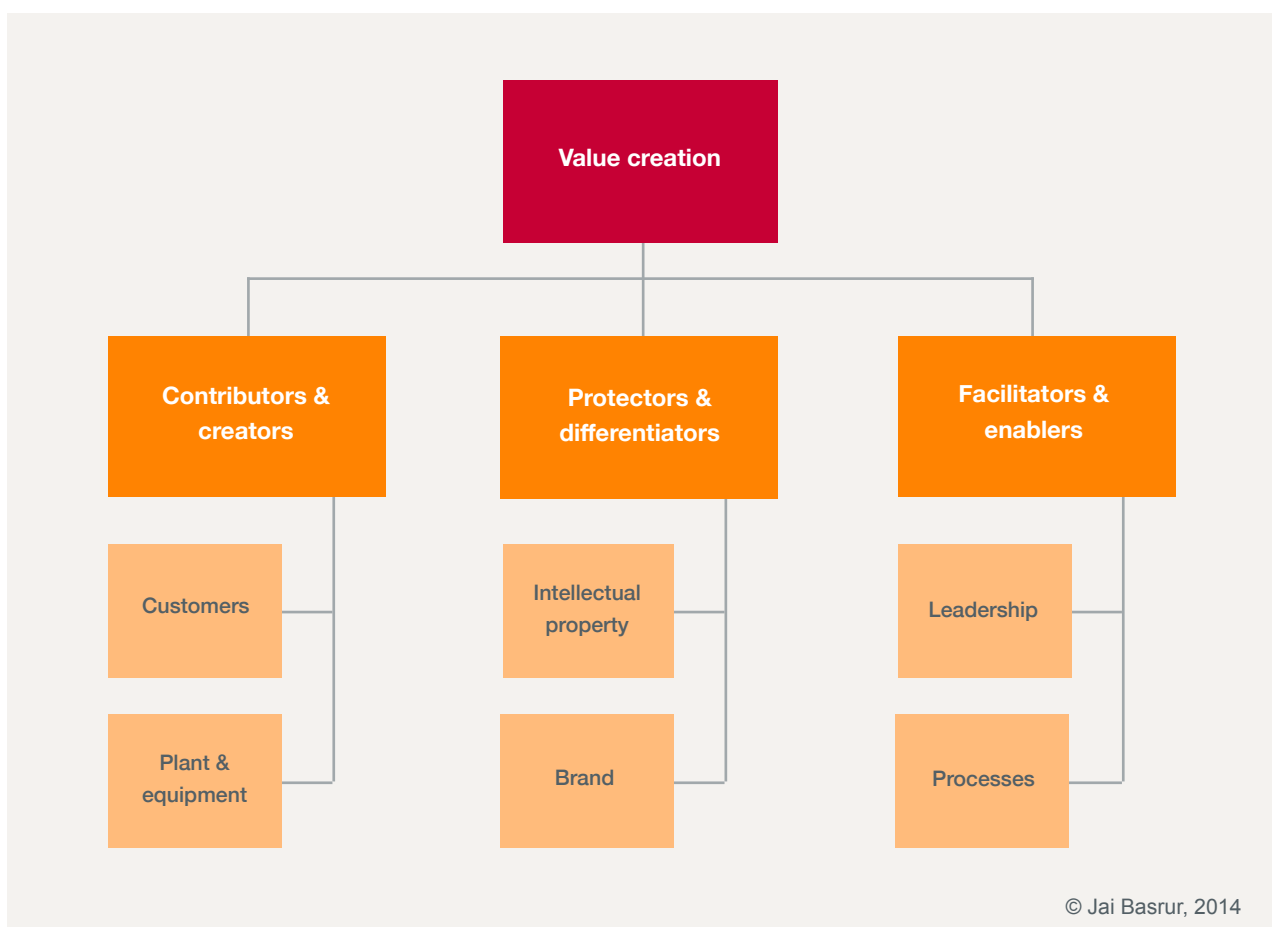 Value creation
Contributors &
creators
Protectors &
differentiators
Facilitators &
enablers
Customers
Intellectual
property
Leadership
Plant &
equipment
Brand
Processes
© Jai Basrur, 2014